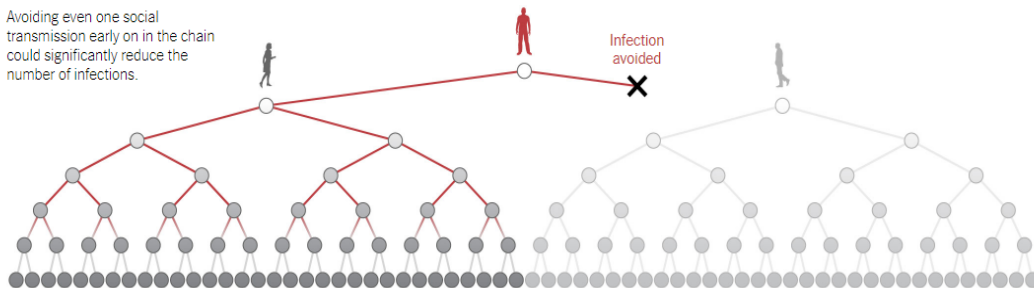 Avoiding even one social
transmission early on in the chain
could significantly reduce the
number of infections.
Infection
avoided